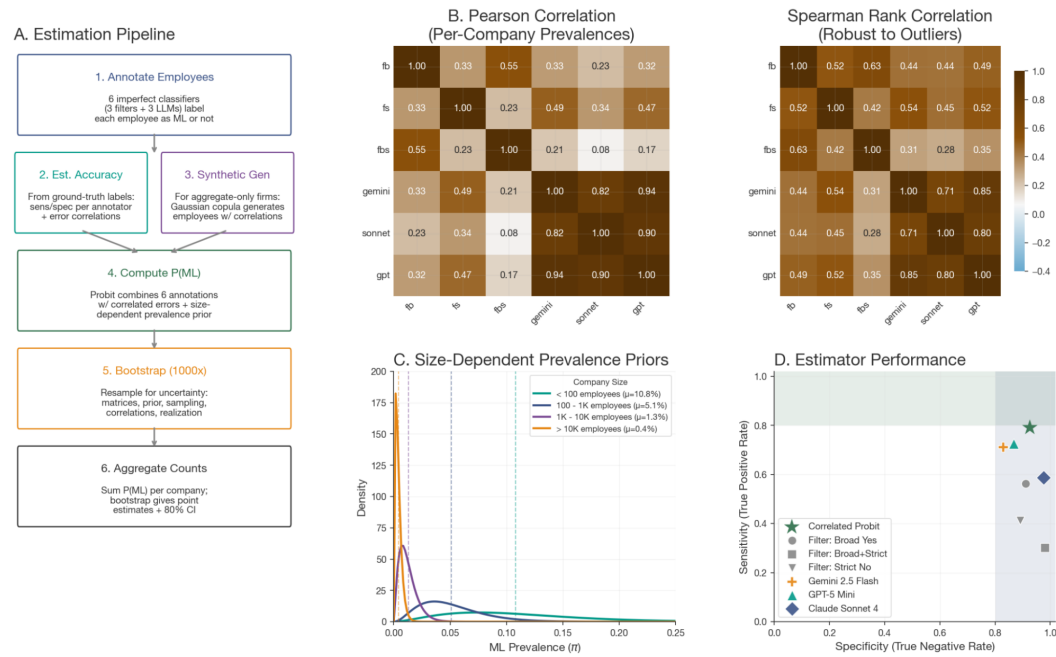 A. Estimation Pipeline
1. Annotate Employees
6 imperfect classifiers
(3 filters + 3 LLMs) label
each employee as ML or not
2. Est. Accuracy
From ground-truth labels:
sens/spec per annotator
+ error correlations
3. Synthetic Gen
For aggregate-only firms:
Gaussian copula generates
employees w/ correlations
4. Compute P(ML)
Probit combines 6 annotations
w/ correlated errors + size-
dependent prevalence prior
5. Bootstrap (1000x)
Resample for uncertainty:
matrices, prior, sampling,
correlations, realization
6. Aggregate Counts
Sum P(ML) per company;
bootstrap gives point
estimates + 80% CI
B. Pearson Correlation
(Per-Company Prevalences)
fb 1.00 0.33 0.55 0.33 0.23 0.32
fs 0.33 1.00 0.23 0.49 0.34 0.47
fbs 0.55 0.23 1.00 0.21 0.08 0.17
gemini 0.33 0.49 0.21 1.00 0.82 0.94
sonnet 0.23 0.34 0.08 0.82 1.00 0.90
gpt 0.32 0.47 0.17 0.94 0.90 1.00
fb fs fbs gemini sonnet gpt
Spearman Rank Correlation
(Robust to Outliers)
fb 1.00 0.52 0.63 0.44 0.44 0.49
fs 0.52 1.00 0.42 0.54 0.45 0.52
fbs 0.63 0.42 1.00 0.31 0.28 0.35
gemini 0.44 0.54 0.31 1.00 0.71 0.85
sonnet 0.44 0.45 0.28 0.71 1.00 0.80
gpt 0.49 0.52 0.35 0.85 0.80 1.00
fb fs fbs gemini sonnet gpt
1.0
0.8
0.6
0.4
0.2
0.0
−0.2
−0.4
C. Size-Dependent Prevalence Priors
200
175
150
125
100
75
50
25
0
Density
Company Size
< 100 employees (μ=10.8%)
100 - 1K employees (μ=5.1%)
1K - 10K employees (μ=1.3%)
> 10K employees (μ=0.4%)
0.00 0.05 0.10 0.15 0.20 0.25
ML Prevalence (π)
D. Estimator Performance
1.0
0.8
0.6
0.4
0.2
0.0
Sensitivity (True Positive Rate)
Correlated Probit
Filter: Broad Yes
Filter: Broad+Strict
Filter: Strict No
Gemini 2.5 Flash
GPT-5 Mini
Claude Sonnet 4
0.0 0.2 0.4 0.6 0.8 1.0
Specificity (True Negative Rate)